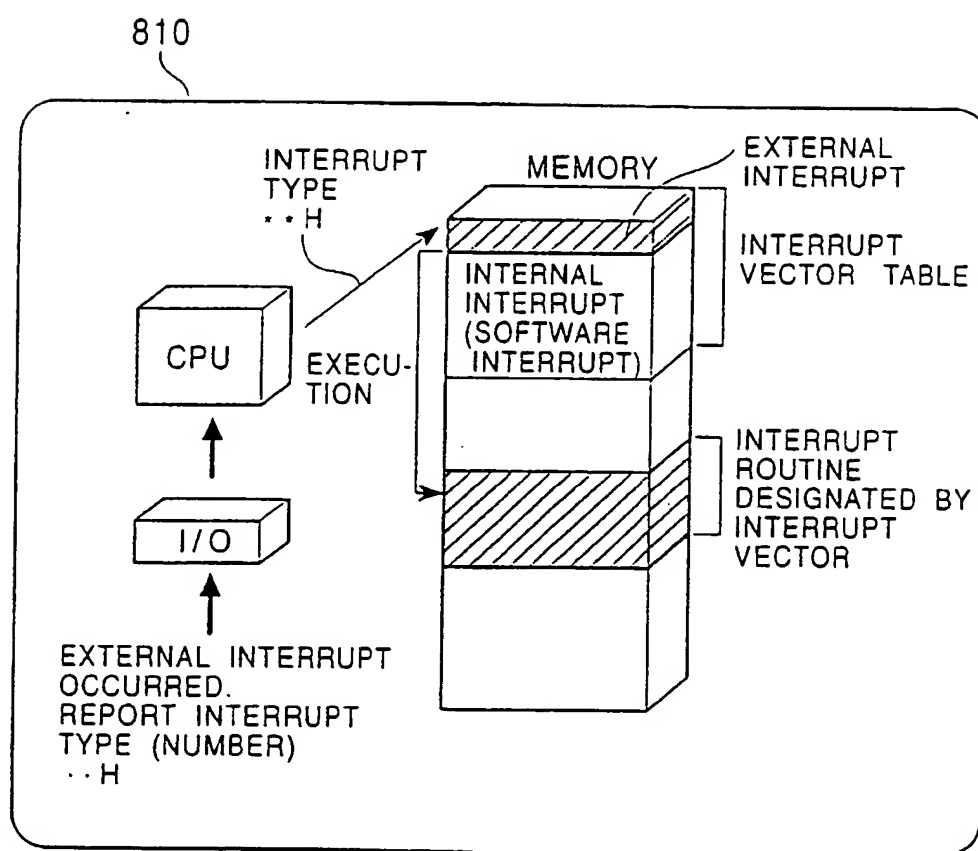 810
INTERRUPT
TYPE
**H
MEMORY
EXTERNAL
INTERRUPT
INTERRUPT
VECTOR TABLE
INTERNAL
INTERRUPT
(SOFTWARE
INTERRUPT)
CPU
EXECU-
TION
I/O
INTERRUPT
ROUTINE
DESIGNATED BY
INTERRUPT
VECTOR
EXTERNAL INTERRUPT
OCCURRED.
REPORT INTERRUPT
TYPE (NUMBER)
··H